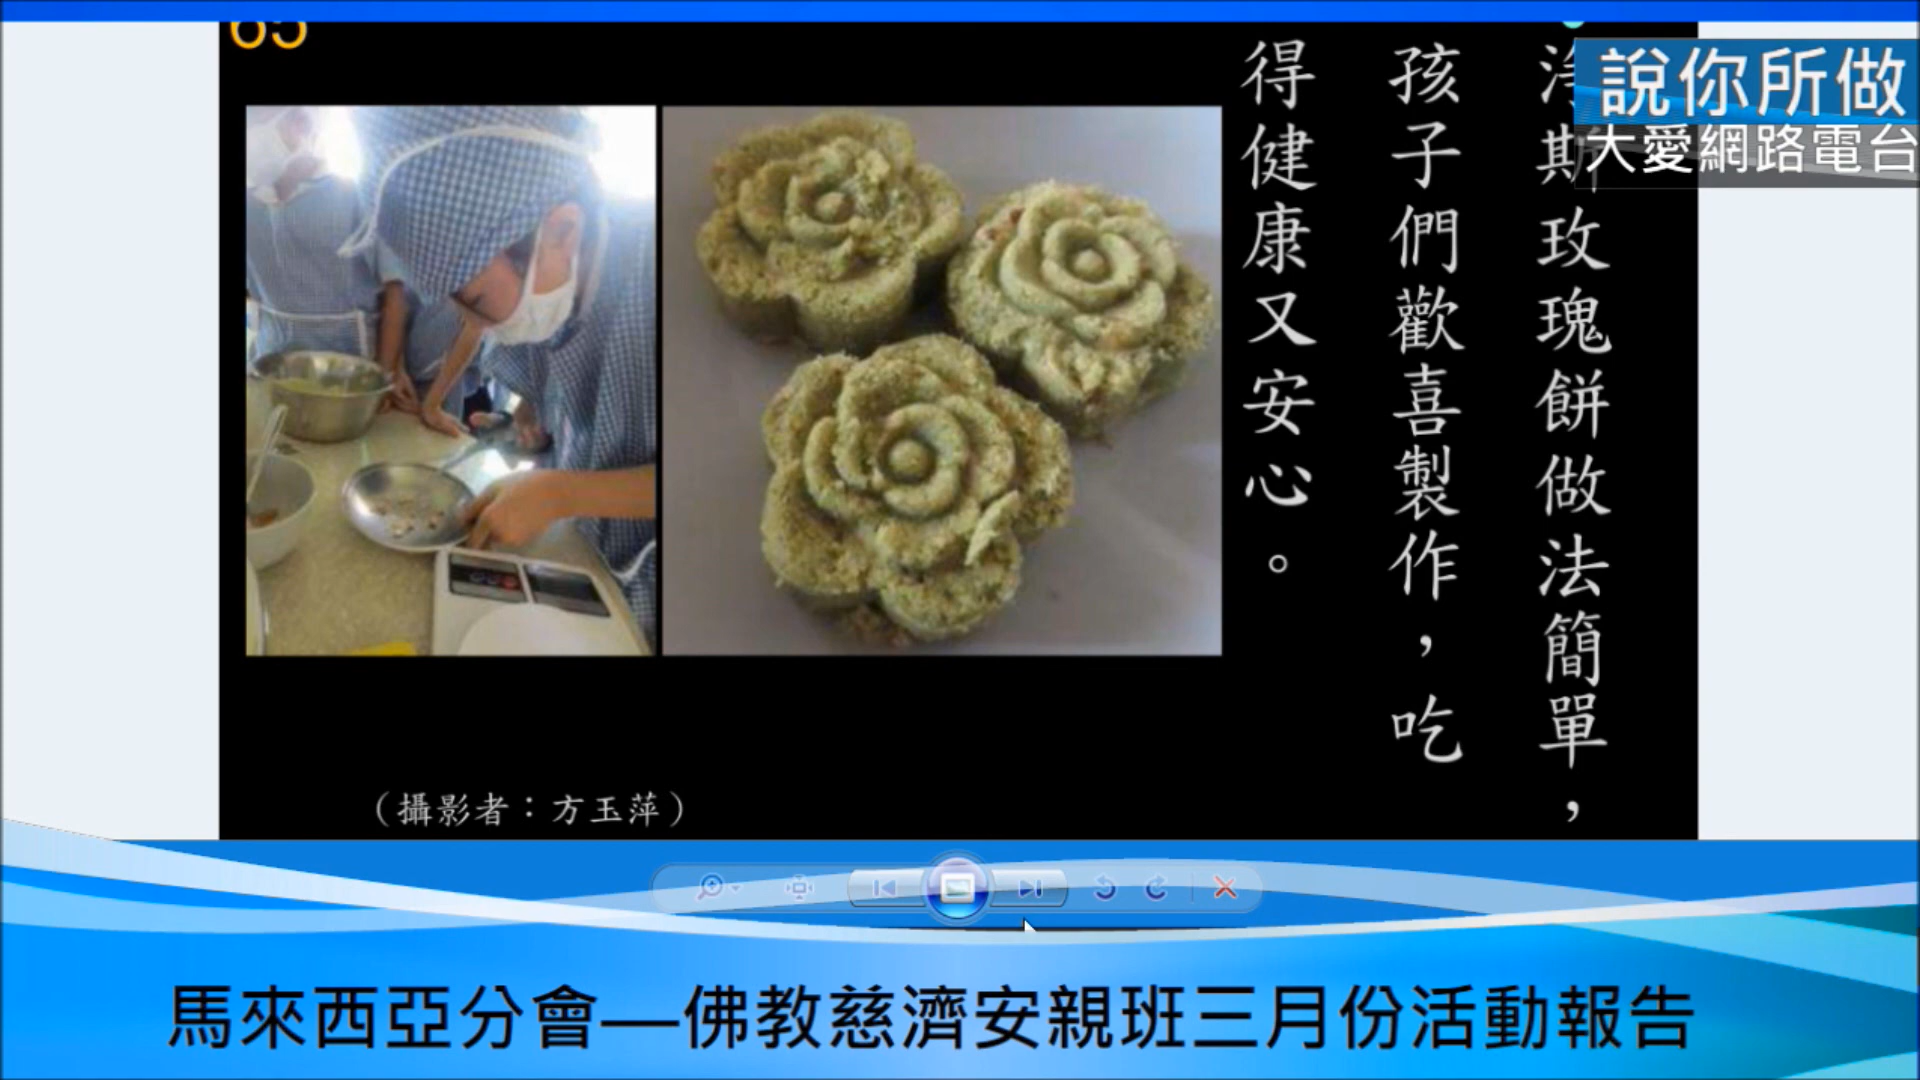 65
說你所做
大愛網路電台
淨斯玫瑰餅做法簡單，
孩子們歡喜製作，吃
得健康又安心。
（攝影者：方玉萍）
馬來西亞分會—佛教慈濟安親班三月份活動報告